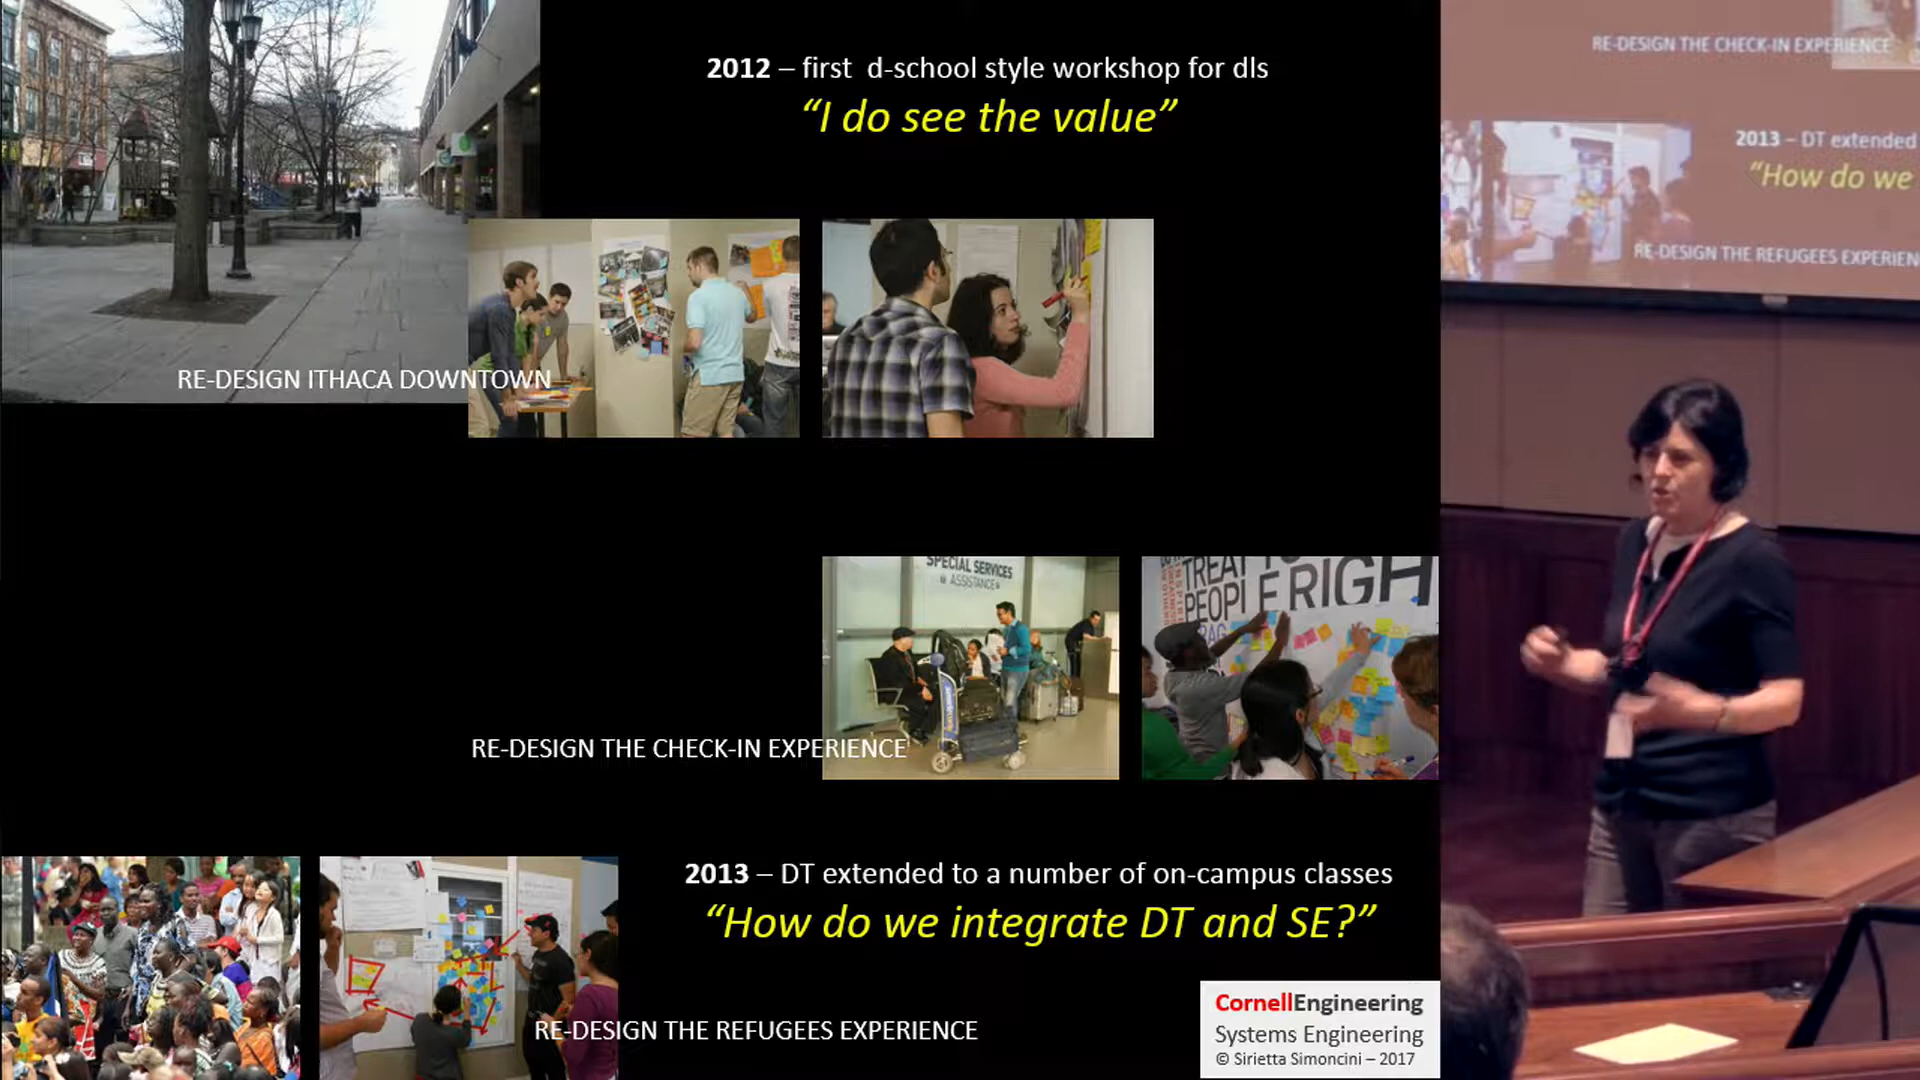 2012 – first d-school style workshop for dls
“I do see the value”
RE-DESIGN ITHACA DOWNTOWN
SPECIAL SERVICES
ASSISTANCE
TREAT
PEOPLE RIGH
RE-DESIGN THE CHECK-IN EXPERIENCE
2013 – DT extended to a number of on-campus classes
“How do we integrate DT and SE?”
RE-DESIGN THE REFUGEES EXPERIENCE
CornellEngineering
Systems Engineering
© Sirietta Simoncini – 2017
RE-DESIGN THE CHECK-IN EXPERIENCE
2013 – DT extended
“How do we
RE-DESIGN THE REFUGEES EXPERIEN